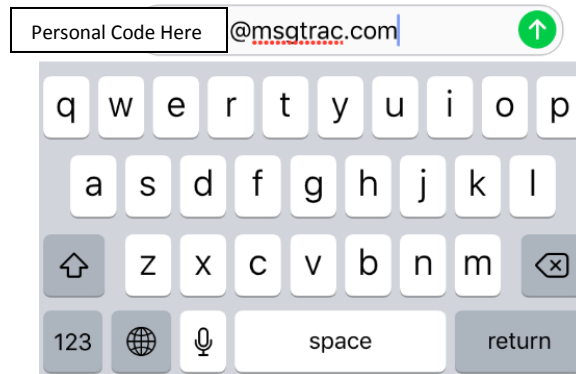 Personal Code Here @msgtrac.com
q w e r t y u i o p
a s d f g h j k l
z x c v b n m
123 space return